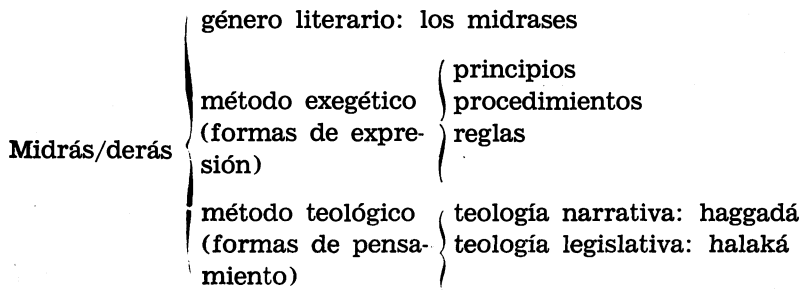 género literario: los midrases
principios
método exegético
procedimientos
(formas de expre-
reglas
Midrás/derás
sión)
método teológico
teología narrativa: haggadá
(formas de pensa-
teología legislativa: halaká
miento)